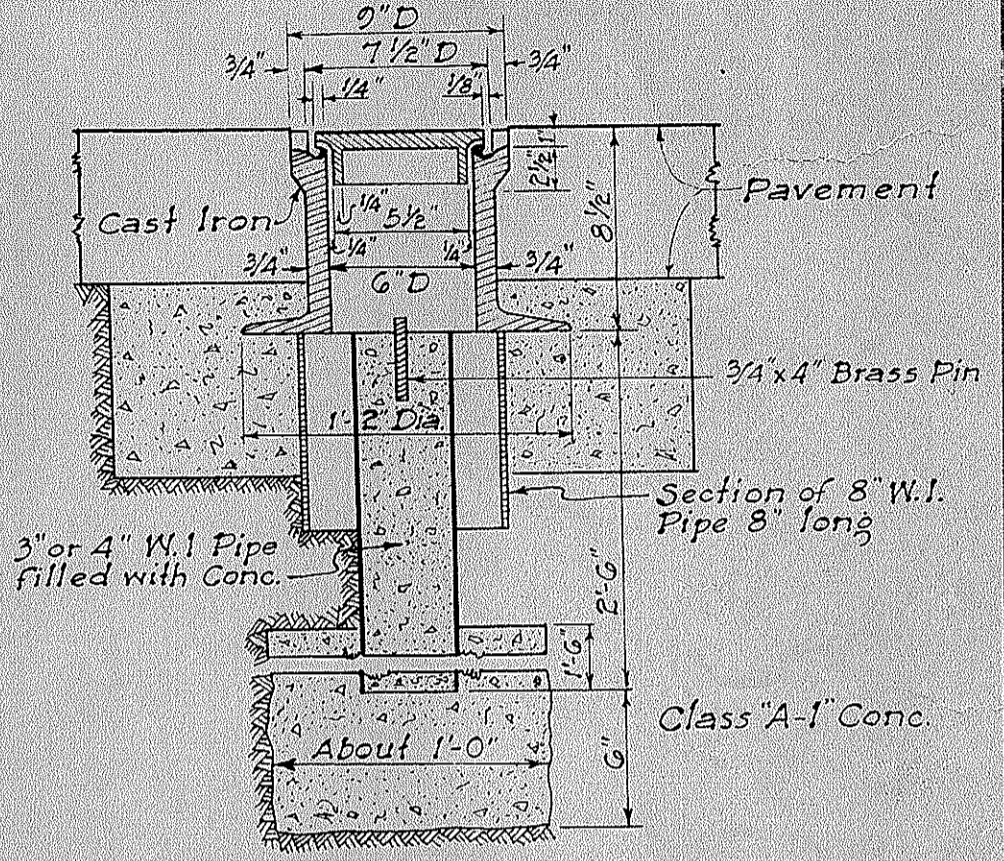 9" D
7 1/2" D
3/4"
3/4"
1/4"
1/8"
1"
2 1/2"
8 1/2"
Pavement
Cast Iron
1/4"
5 1/2"
1/4"
1/4"
3/4"
3/4"
6" D
3/4" x 4" Brass Pin
1'-2" Dia
Section of 8" W.I.
Pipe 8" long
3" or 4" W.I Pipe
filled with Conc.
2'-6"
1'-6"
Class "A-1" Conc.
About 1'-0"
6"